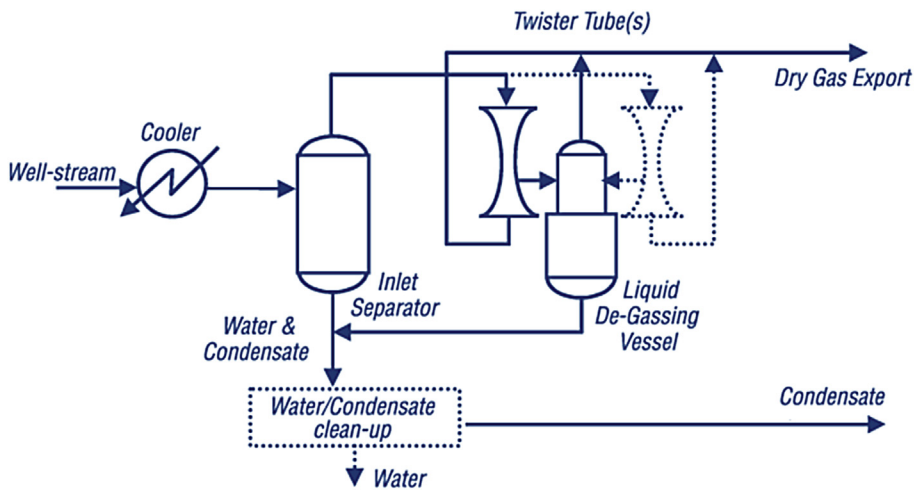 Twister Tube(s)
Dry Gas Export
Cooler
Well-stream
Inlet
Separator
Liquid
De-Gassing
Vessel
Water &
Condensate
Condensate
Water/Condensate
clean-up
Water